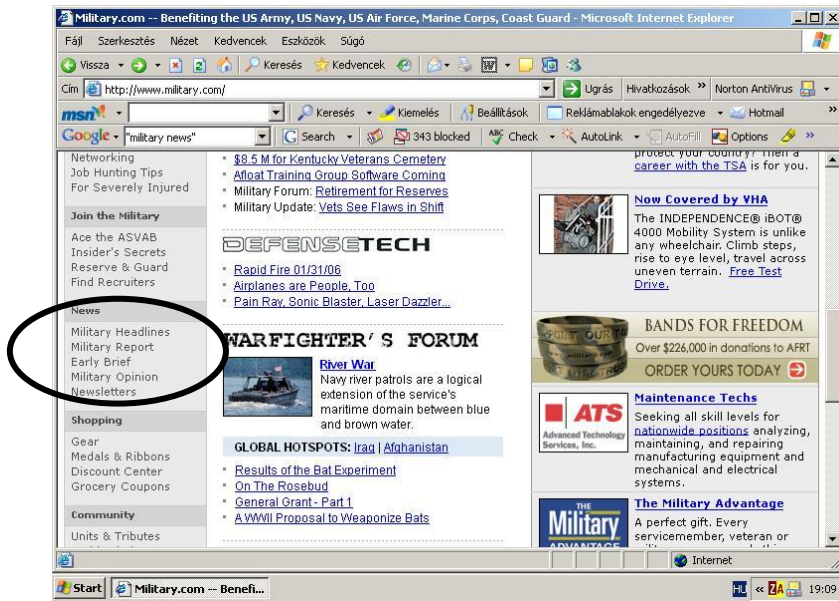 Military.com -- Benefiting the US Army, US Navy, US Air Force, Marine Corps, Coast Guard - Microsoft Internet Explorer
Fájl Szerkesztés Nézet Kedvencek Eszközök Súgó
Vissza Keresés Kedvencek
Cím http://www.military.com/ Ugrás Hivatkozások » Norton AntiVirus
msn Keresés Kiemelés Beállítások Reklámablakok engedélyezve Hotmail »
Google "military news" G Search 343 blocked ABC Check AutoLink AutoFill Options »
Networking
Job Hunting Tips
For Severely Injured
Join the Military
Ace the ASVAB
Insider's Secrets
Reserve & Guard
Find Recruiters
News
Military Headlines
Military Report
Early Brief
Military Opinion
Newsletters
Shopping
Gear
Medals & Ribbons
Discount Center
Grocery Coupons
Community
Units & Tributes
$8.5 M for Kentucky Veterans Cemetery
Afloat Training Group Software Coming
Military Forum: Retirement for Reserves
Military Update: Vets See Flaws in Shift
DEFENSETECH
Rapid Fire 01/31/06
Airplanes are People, Too
Pain Ray, Sonic Blaster, Laser Dazzler...
WARFIGHTER'S FORUM
River War
Navy river patrols are a logical
extension of the service's
maritime domain between blue
and brown water.
GLOBAL HOTSPOTS: Iraq | Afghanistan
Results of the Bat Experiment
On The Rosebud
General Grant - Part 1
A WWII Proposal to Weaponize Bats
protect your country? Then a
career with the TSA is for you.
Now Covered by VHA
The INDEPENDENCE® iBOT®
4000 Mobility System is unlike
any wheelchair. Climb steps,
rise to eye level, travel across
uneven terrain. Free Test
Drive.
BANDS FOR FREEDOM
Over $226,000 in donations to AFRT
ORDER YOURS TODAY
ATS
Advanced Technology
Services, Inc.
Maintenance Techs
Seeking all skill levels for
nationwide positions analyzing,
maintaining, and repairing
manufacturing equipment and
mechanical and electrical
systems.
THE
Military
ADVANTAGE
The Military Advantage
A perfect gift. Every
servicemember, veteran or
Internet
Start Military.com -- Benefi... HU « ZA 19:09